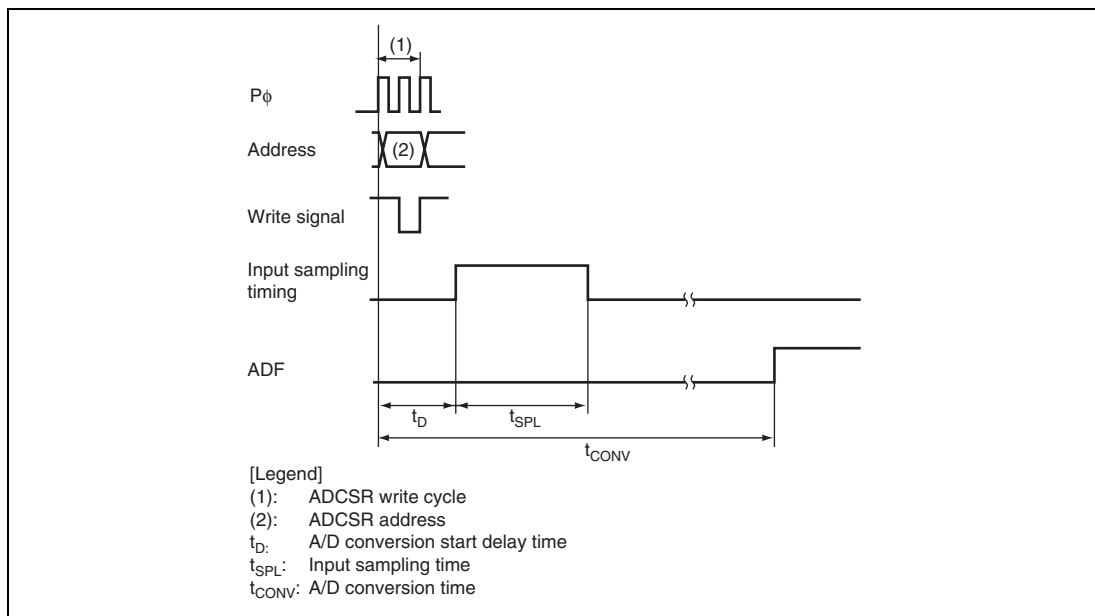 (1)
Pϕ
Address
(2)
Write signal
Input sampling
timing
ADF
tD
tSPL
tCONV
[Legend]
(1): ADCSR write cycle
(2): ADCSR address
tD: A/D conversion start delay time
tSPL: Input sampling time
tCONV: A/D conversion time